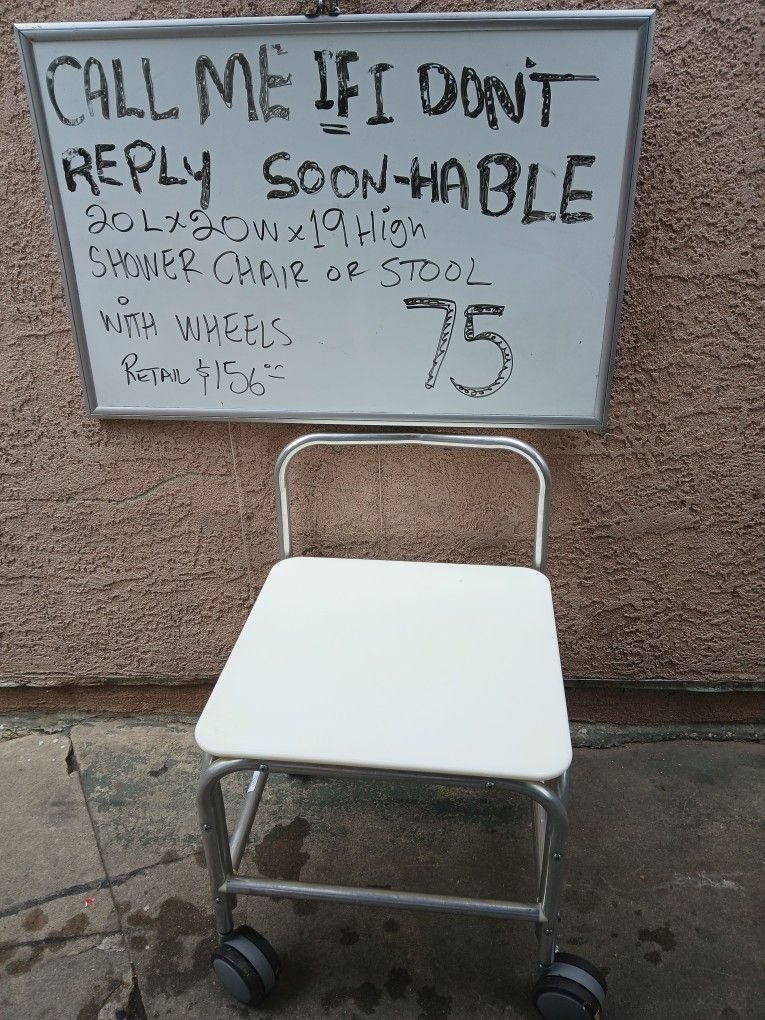 CALL ME IF I DON'T
REPLY SOON-HABLE
20L x 20W x 19 High
SHOWER CHAIR OR STOOL
WITH WHEELS
75
RETAIL $156.00